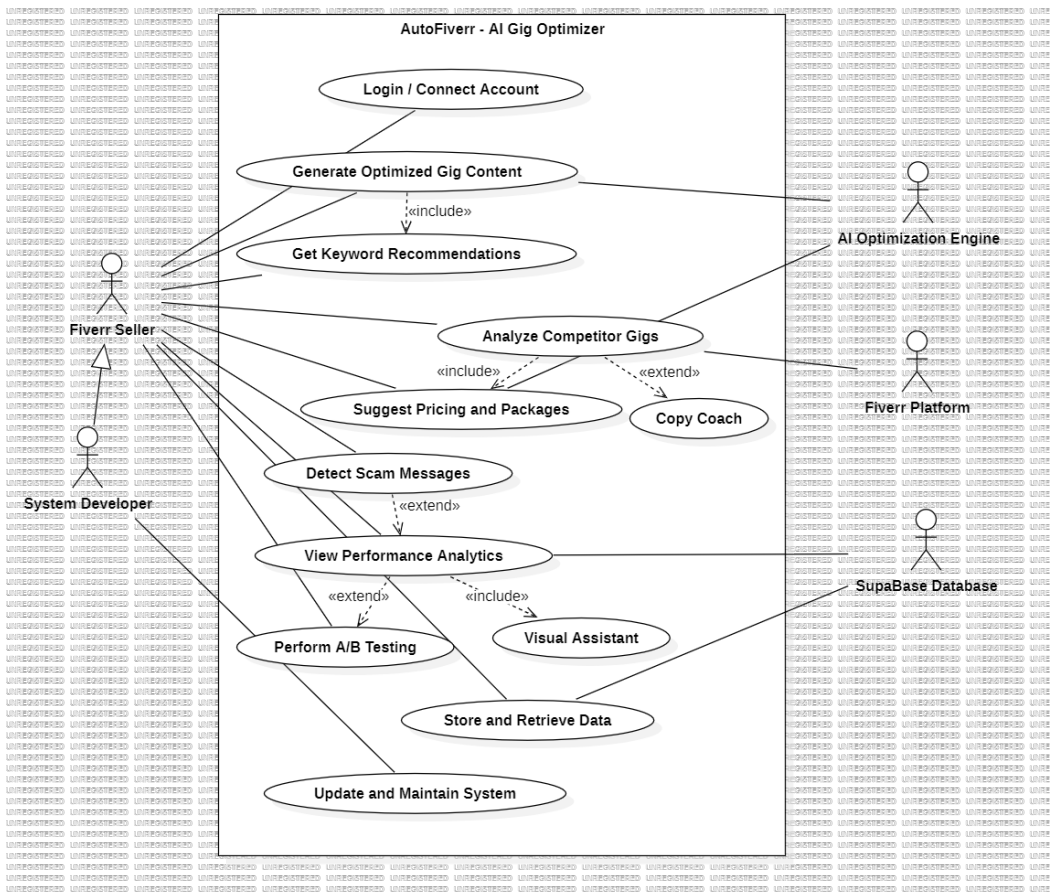 AutoFiverr - AI Gig Optimizer
Login / Connect Account
Generate Optimized Gig Content
«include»
Get Keyword Recommendations
AI Optimization Engine
Fiverr Seller
Analyze Competitor Gigs
«include»
«extend»
Suggest Pricing and Packages
Copy Coach
Fiverr Platform
Detect Scam Messages
System Developer
«extend»
View Performance Analytics
SupaBase Database
«extend»
«include»
Perform A/B Testing
Visual Assistant
Store and Retrieve Data
Update and Maintain System
UNREGISTERED